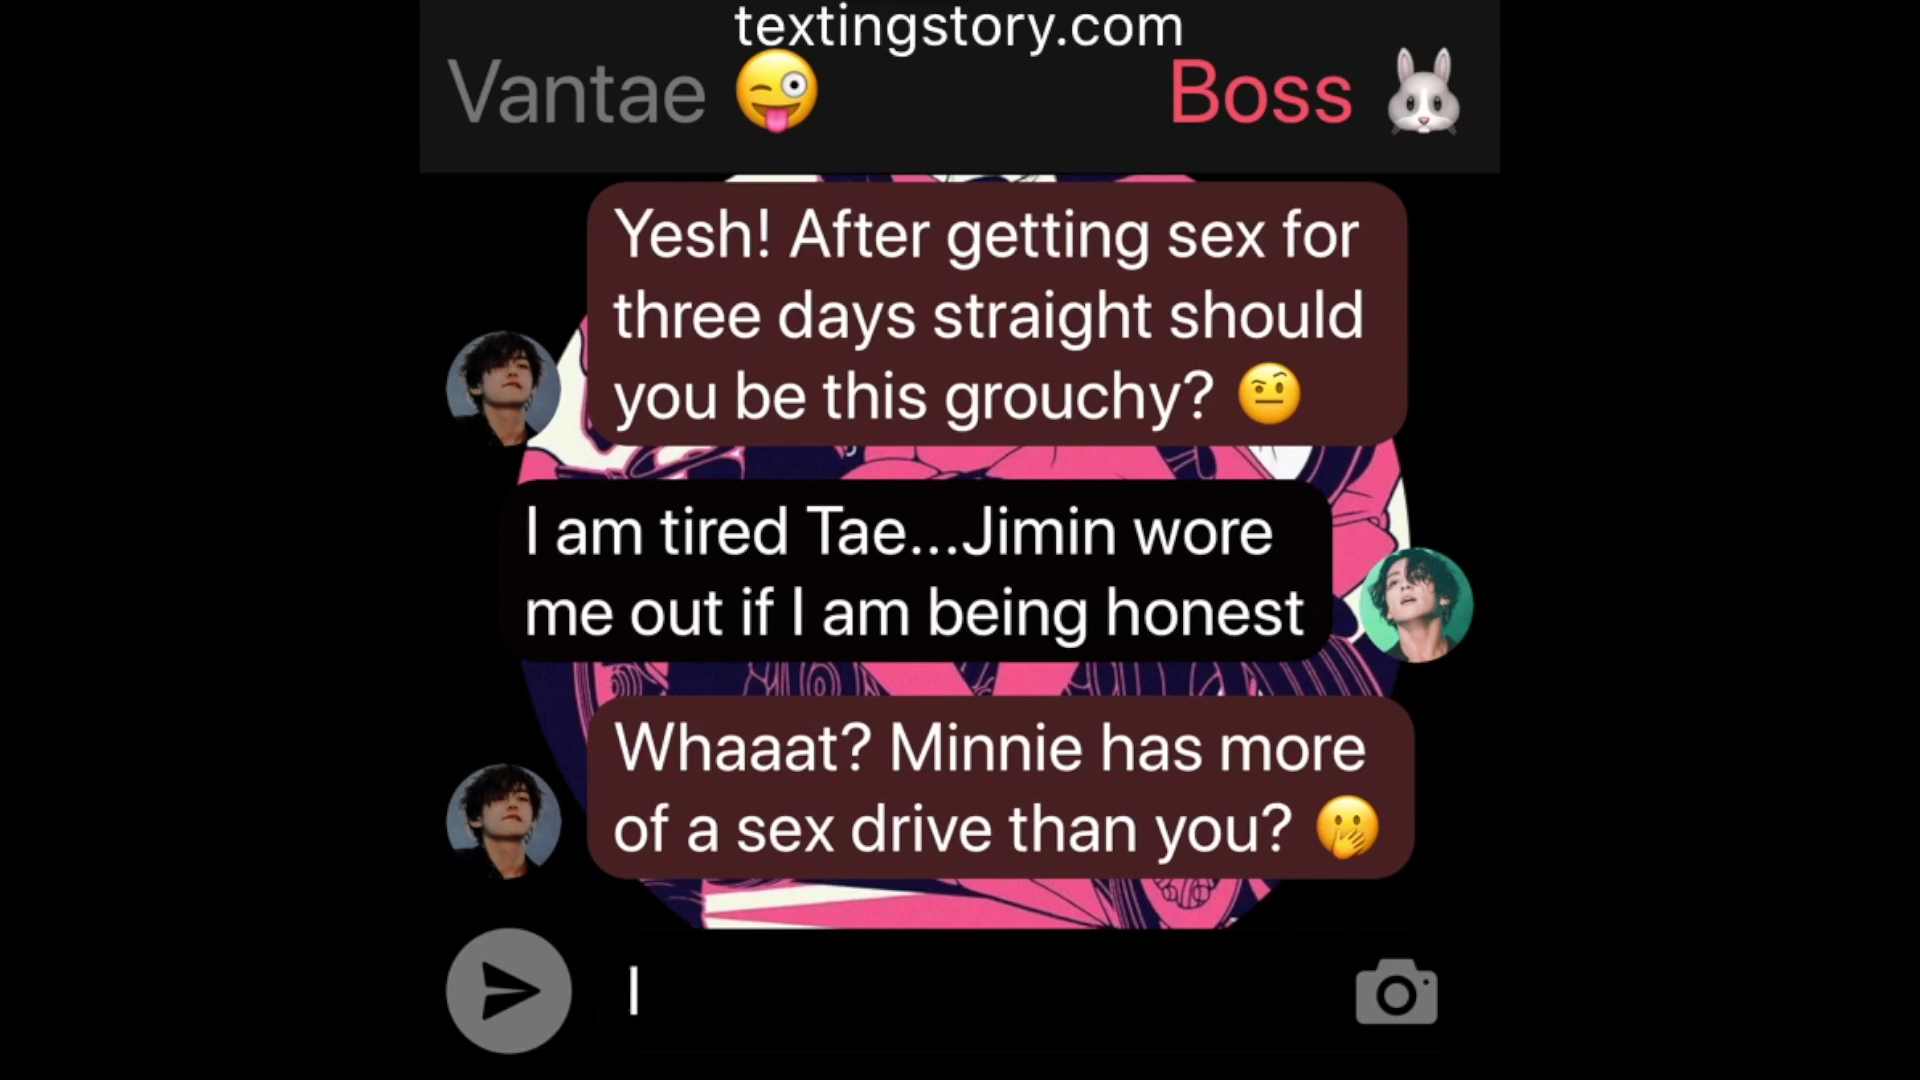 textingstory.com
Vantae 😜 Boss 🐰
Yesh! After getting sex for
three days straight should
you be this grouchy? 🤨
I am tired Tae...Jimin wore
me out if I am being honest
Whaaat? Minnie has more
of a sex drive than you? 🤭